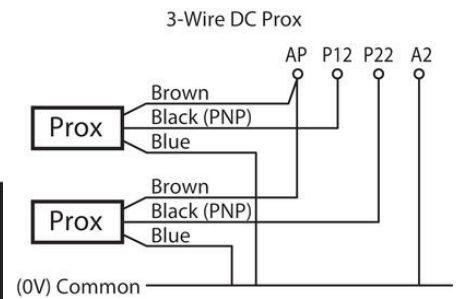 3-Wire DC Prox
AP P12 P22 A2
Brown
Prox
Black (PNP)
Blue
Brown
Prox
Black (PNP)
Blue
(0V) Common